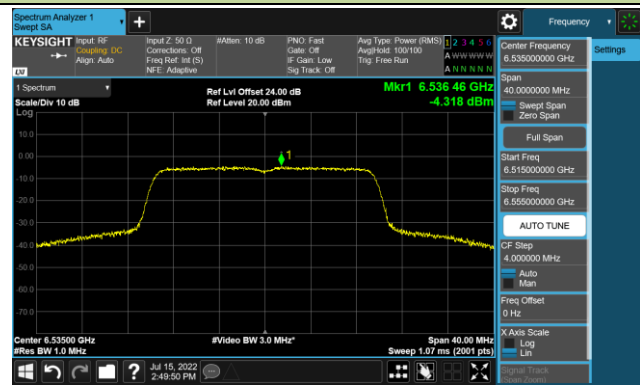 Spectrum Analyzer 1
Swept SA
Frequency
KEYSIGHT
Input: RF
Coupling: DC
Align: Auto
Input Z: 50 Ω
Corrections: Off
Freq Ref: Int (S)
NFE: Adaptive
#Atten: 10 dB
PNO: Fast
Gate: Off
IF Gain: Low
Sig Track: Off
Avg Type: Power (RMS)
Avg|Hold: 100/100
Trig: Free Run
1 2 3 4 5 6
A W W W W W
A N N N N N
LXI
1 Spectrum
Scale/Div 10 dB
Log
Ref Lvl Offset 24.00 dB
Ref Level 20.00 dBm
Mkr1 6.536 46 GHz
-4.318 dBm
1
10.0
0.00
-10.0
-20.0
-30.0
-40.0
-50.0
-60.0
-70.0
Center 6.53500 GHz
#Res BW 1.0 MHz
#Video BW 3.0 MHz*
Span 40.00 MHz
Sweep 1.07 ms (2001 pts)
Jul 15, 2022
2:49:50 PM
Center Frequency
6.535000000 GHz
Span
40.0000000 MHz
Swept Span
Zero Span
Full Span
Start Freq
6.515000000 GHz
Stop Freq
6.555000000 GHz
AUTO TUNE
CF Step
4.000000 MHz
Auto
Man
Freq Offset
0 Hz
X Axis Scale
Log
Lin
Signal Track
(Span Zoom)
Settings